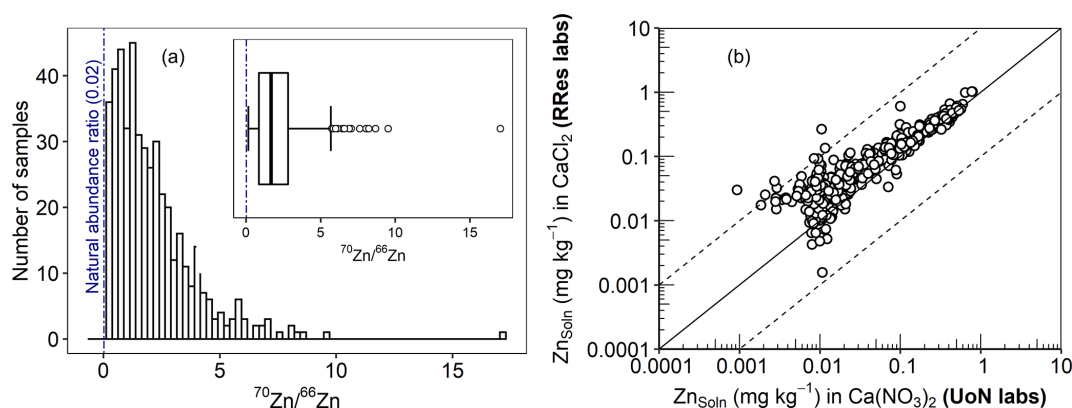 (a)
Number of samples
40
30
20
10
0
Natural abundance ratio (0.02)
0 5 10 15
⁷⁰Zn/⁶⁶Zn
0 5 10 15
⁷⁰Zn/⁶⁶Zn
(b)
Zn_Soln (mg kg⁻¹) in CaCl₂ (RRes labs)
10
1
0.1
0.01
0.001
0.0001
0.0001 0.001 0.01 0.1 1 10
Zn_Soln (mg kg⁻¹) in Ca(NO₃)₂ (UoN labs)